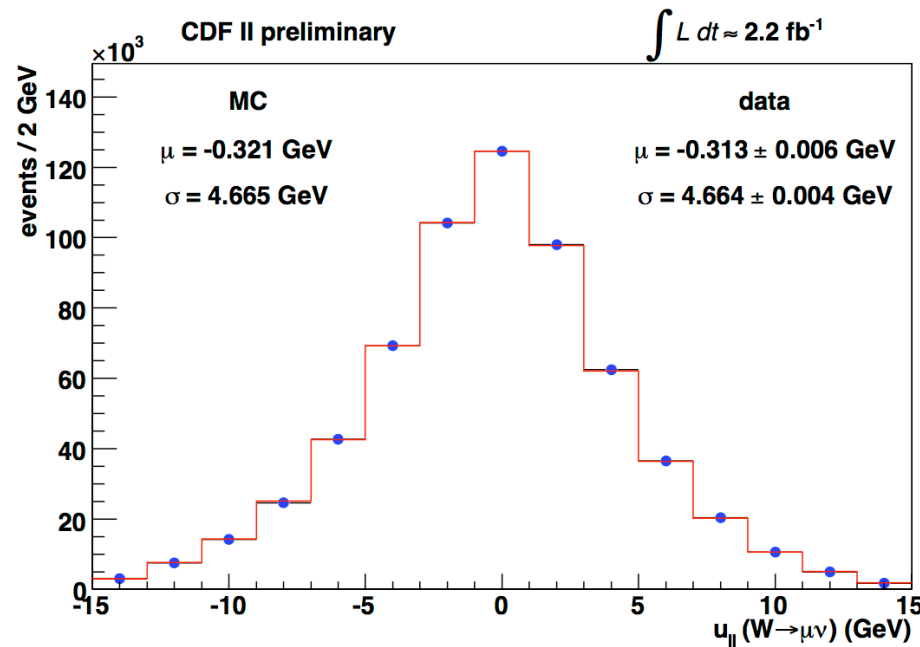 CDF II preliminary
∫ L dt ≈ 2.2 fb⁻¹
×10³
MC
μ = -0.321 GeV
σ = 4.665 GeV
data
μ = -0.313 ± 0.006 GeV
σ = 4.664 ± 0.004 GeV
events / 2 GeV
140
120
100
80
60
40
20
0
-15 -10 -5 0 5 10 15
u|| (W→μν) (GeV)